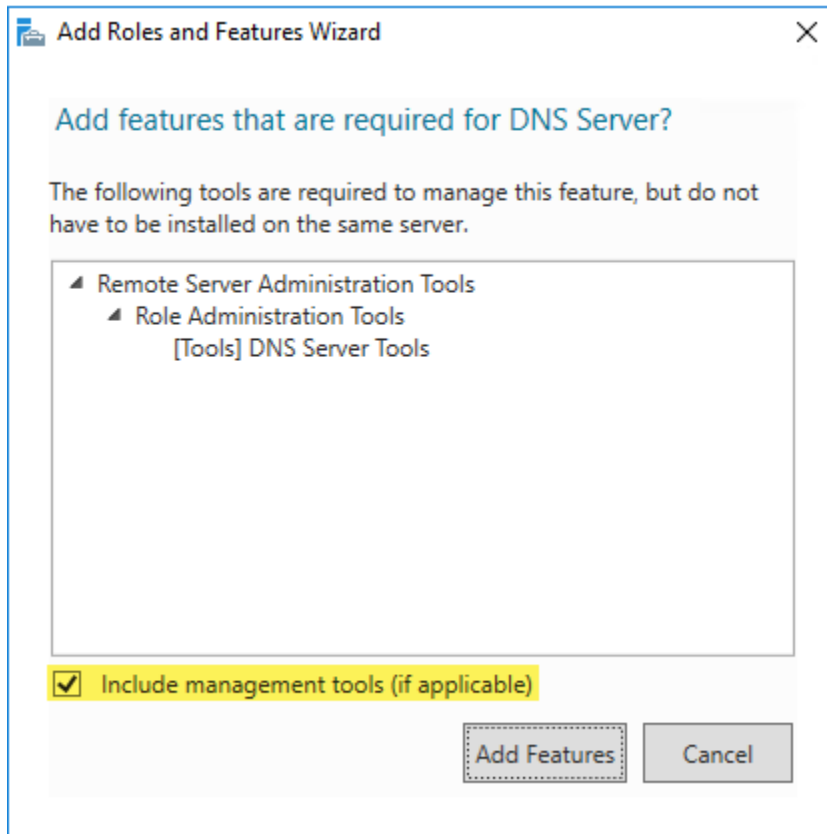 Add Roles and Features Wizard
Add features that are required for DNS Server?
The following tools are required to manage this feature, but do not
have to be installed on the same server.
Remote Server Administration Tools
Role Administration Tools
[Tools] DNS Server Tools
Include management tools (if applicable)
Add Features
Cancel